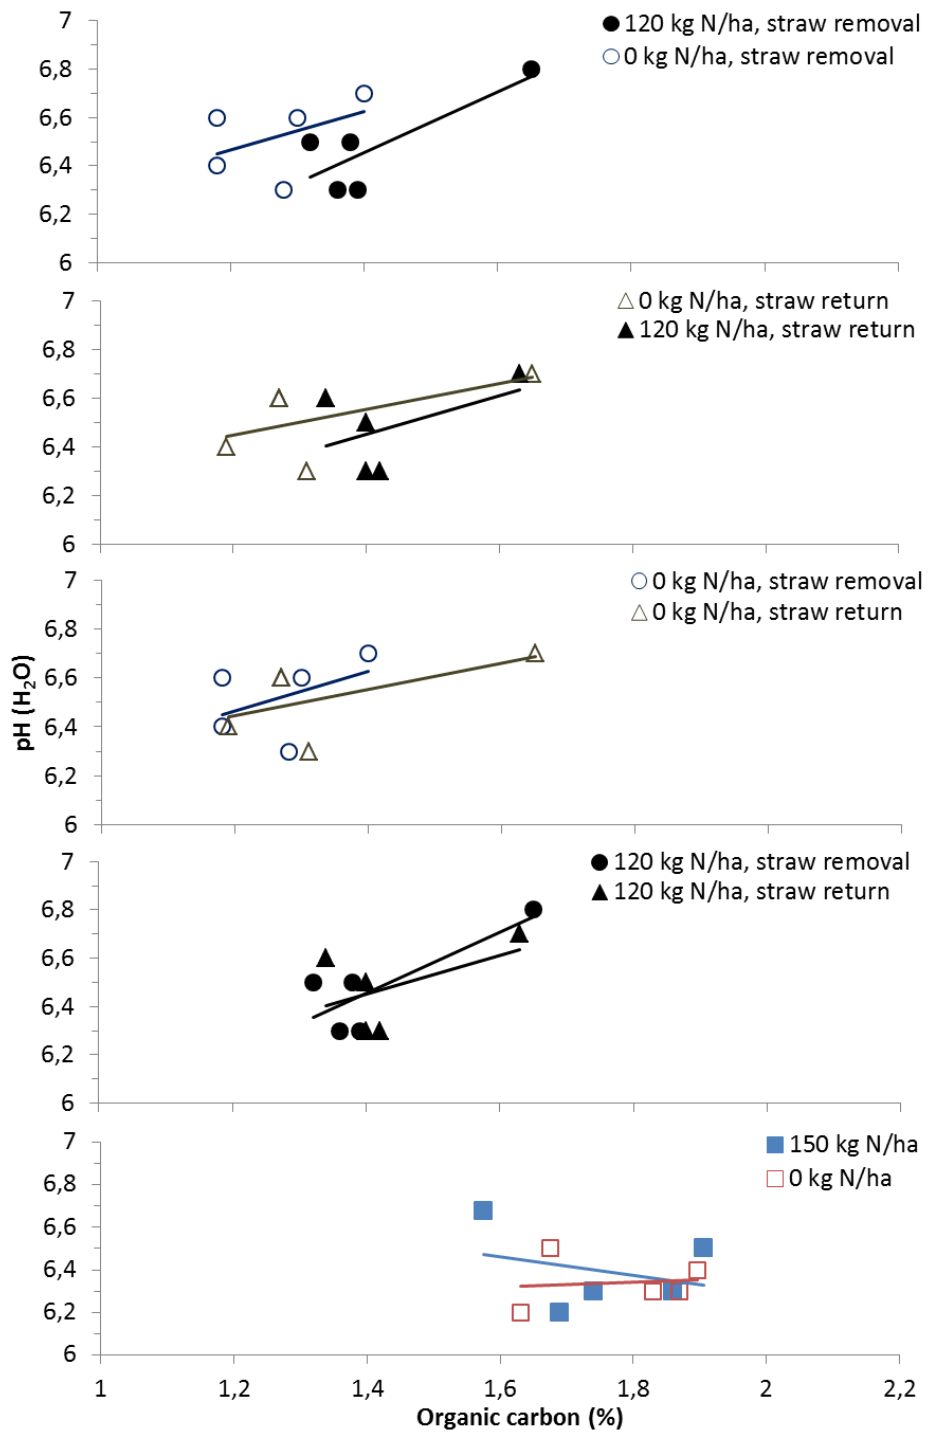 7
6,8
6,6
6,4
6,2
6
120 kg N/ha, straw removal
0 kg N/ha, straw removal
7
6,8
6,6
6,4
6,2
6
0 kg N/ha, straw return
120 kg N/ha, straw return
pH (H₂O)
7
6,8
6,6
6,4
6,2
6
0 kg N/ha, straw removal
0 kg N/ha, straw return
7
6,8
6,6
6,4
6,2
6
120 kg N/ha, straw removal
120 kg N/ha, straw return
7
6,8
6,6
6,4
6,2
6
150 kg N/ha
0 kg N/ha
1 1,2 1,4 1,6 1,8 2 2,2
Organic carbon (%)